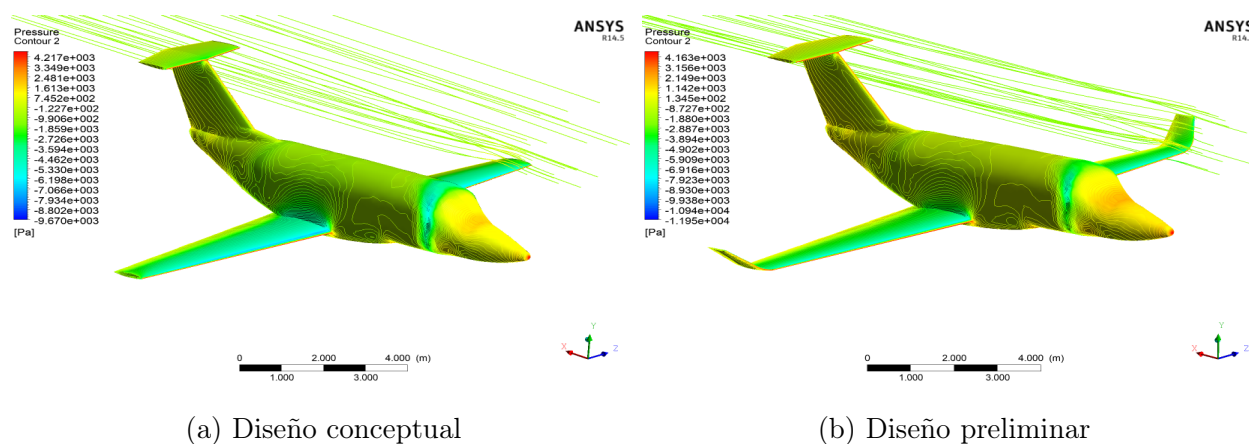 Pressure
Contour 2
4.217e+003
3.349e+003
2.481e+003
1.613e+003
7.452e+002
-1.227e+002
-9.906e+002
-1.859e+003
-2.726e+003
-3.594e+003
-4.462e+003
-5.330e+003
-6.198e+003
-7.066e+003
-7.934e+003
-8.802e+003
-9.670e+003
[Pa]
ANSYS
R14.5
Y
X
Z
0 2.000 4.000 (m)
1.000 3.000
(a) Diseño conceptual
Pressure
Contour 2
4.163e+003
3.156e+003
2.149e+003
1.142e+003
1.345e+002
-8.727e+002
-1.880e+003
-2.887e+003
-3.894e+003
-4.902e+003
-5.909e+003
-6.916e+003
-7.923e+003
-8.930e+003
-9.938e+003
-1.094e+004
-1.195e+004
[Pa]
ANSYS
R14.
Y
X
Z
0 2.000 4.000 (m)
1.000 3.000
(b) Diseño preliminar